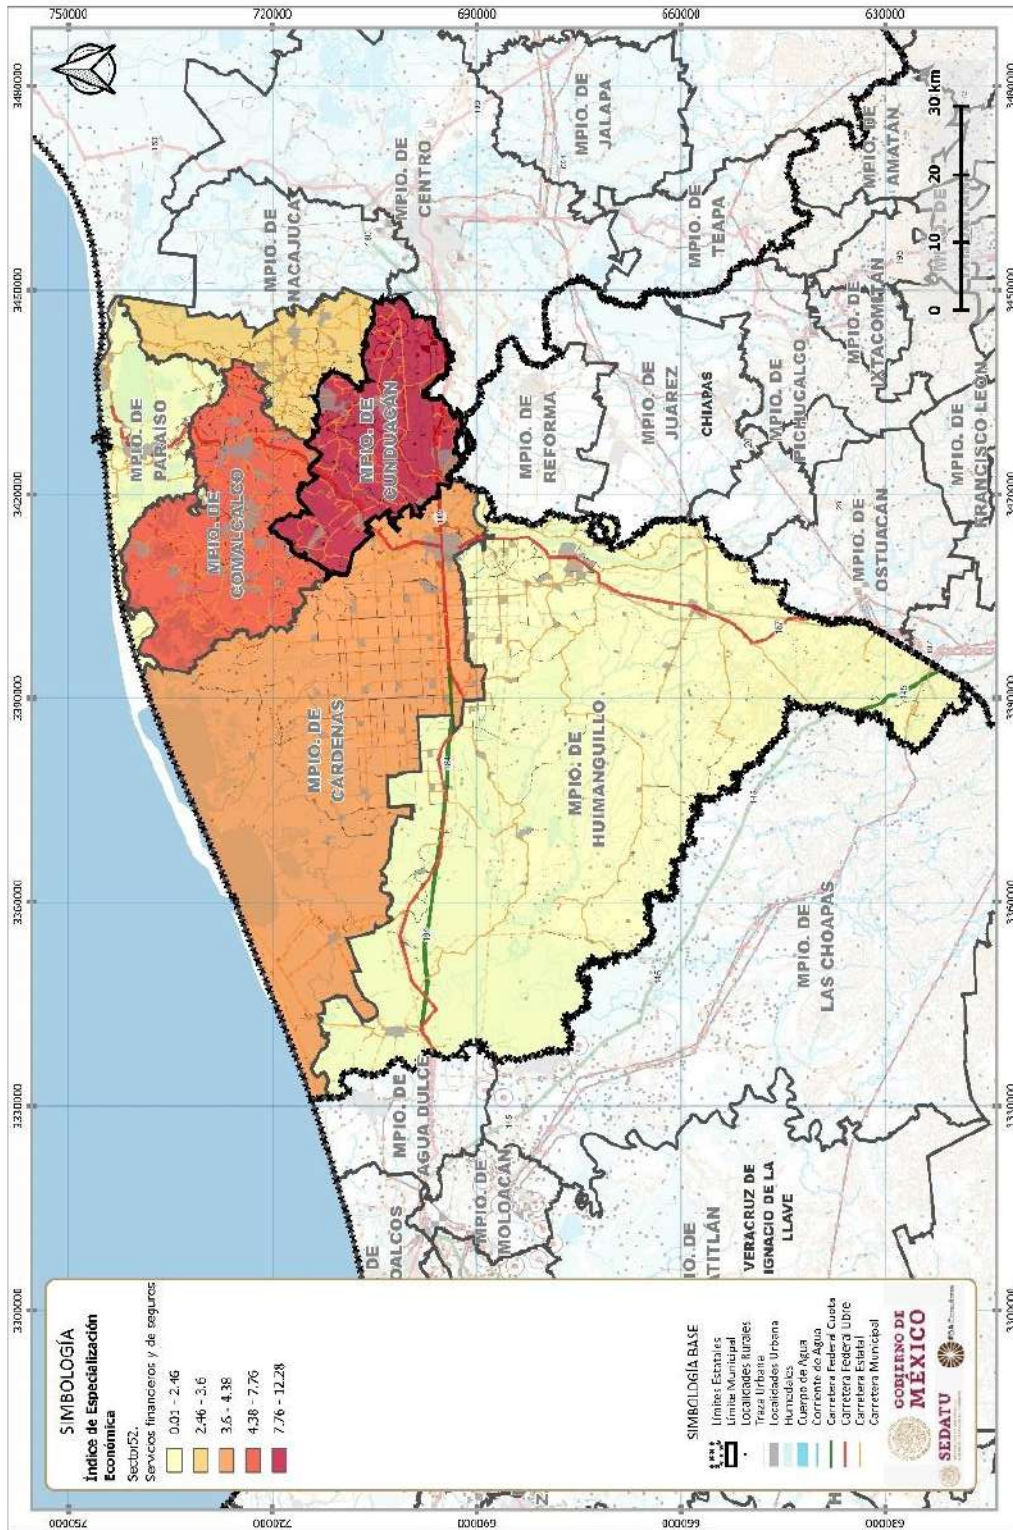 750000
720000
690000
660000
630000
3480000
3450000
3420000
3390000
3360000
3330000
3300000
MPIO. DE
PARAISO
MPIO. DE
COMALCALCO
MPIO. DE
CUNDUACÁN
MPIO. DE
CARDENAS
MPIO. DE
HUIMANGUILLO
MPIO. DE
NACAJUCA
MPIO. DE
CENTRO
MPIO. DE
JALAPA
MPIO. DE
TEAPA
MPIO. DE
REFORMA
MPIO. DE
JUÁREZ
CHIAPAS
MPIO. DE
PICHUCALCO
MPIO. DE
IXTACOMITÁN
MPIO. DE
AMATÁN
MPIO. DE
OSTUACÁN
MPIO. DE
FRANCISCO LEÓN
MPIO. DE
LAS CHOAPAS
MPIO. DE
AGUA DULCE
MPIO. DE
MOLOACÁN
VERACRUZ DE
IGNACIO DE LA
LLAVE
187
145
0 10 20 30 km
SIMBOLOGÍA
Índice de Especialización
Económica
Sector52.
Servicios financieros y de seguros
0.01 - 2.46
2.46 - 3.6
3.6 - 4.38
4.38 - 7.76
7.76 - 12.28
SIMBOLOGÍA BASE
Límites Estatales
Límite Municipal
Localidades Rurales
Traza Urbana
Localidades Urbana
Humedales
Cuerpo de Agua
Corriente de Agua
Carretera Federal Cuota
Carretera Federal Libre
Carretera Estatal
Carretera Municipal
GOBIERNO DE
MÉXICO
SEDATU